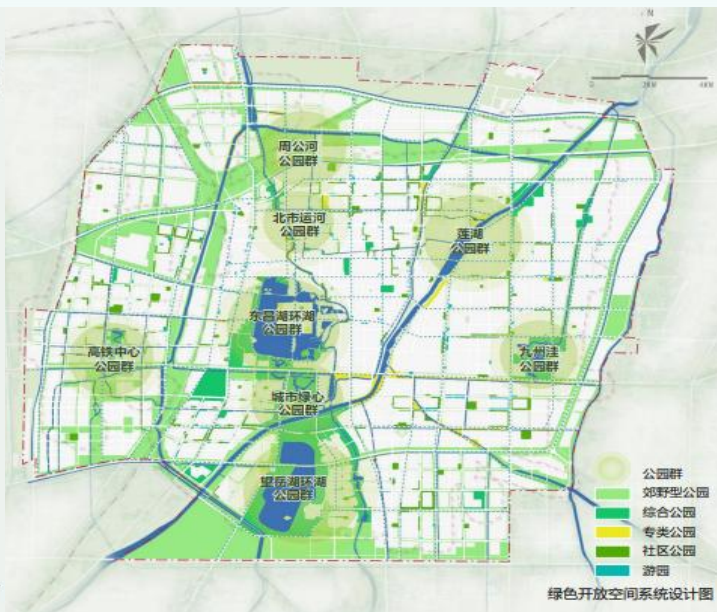 N
0 2KM 4KM
周公河
公园群
北市运河
公园群
莲湖
公园群
东昌湖环湖
公园群
高铁中心
公园群
九州洼
公园群
城市绿心
公园群
望岳湖环湖
公园群
公园群
郊野型公园
综合公园
专类公园
社区公园
游园
绿色开放空间系统设计图